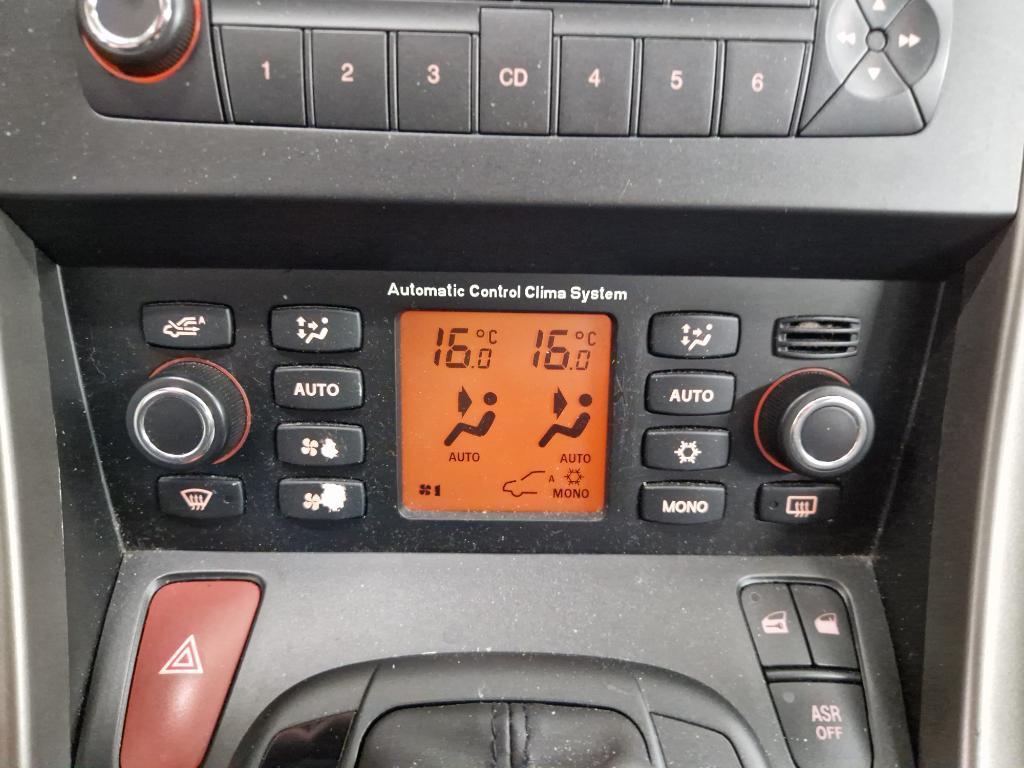 1 2 3 CD 4 5 6
Automatic Control Clima System
A
16.0°C 16.0°C
AUTO
AUTO
AUTO AUTO
1
A
MONO
MONO
ASR
OFF